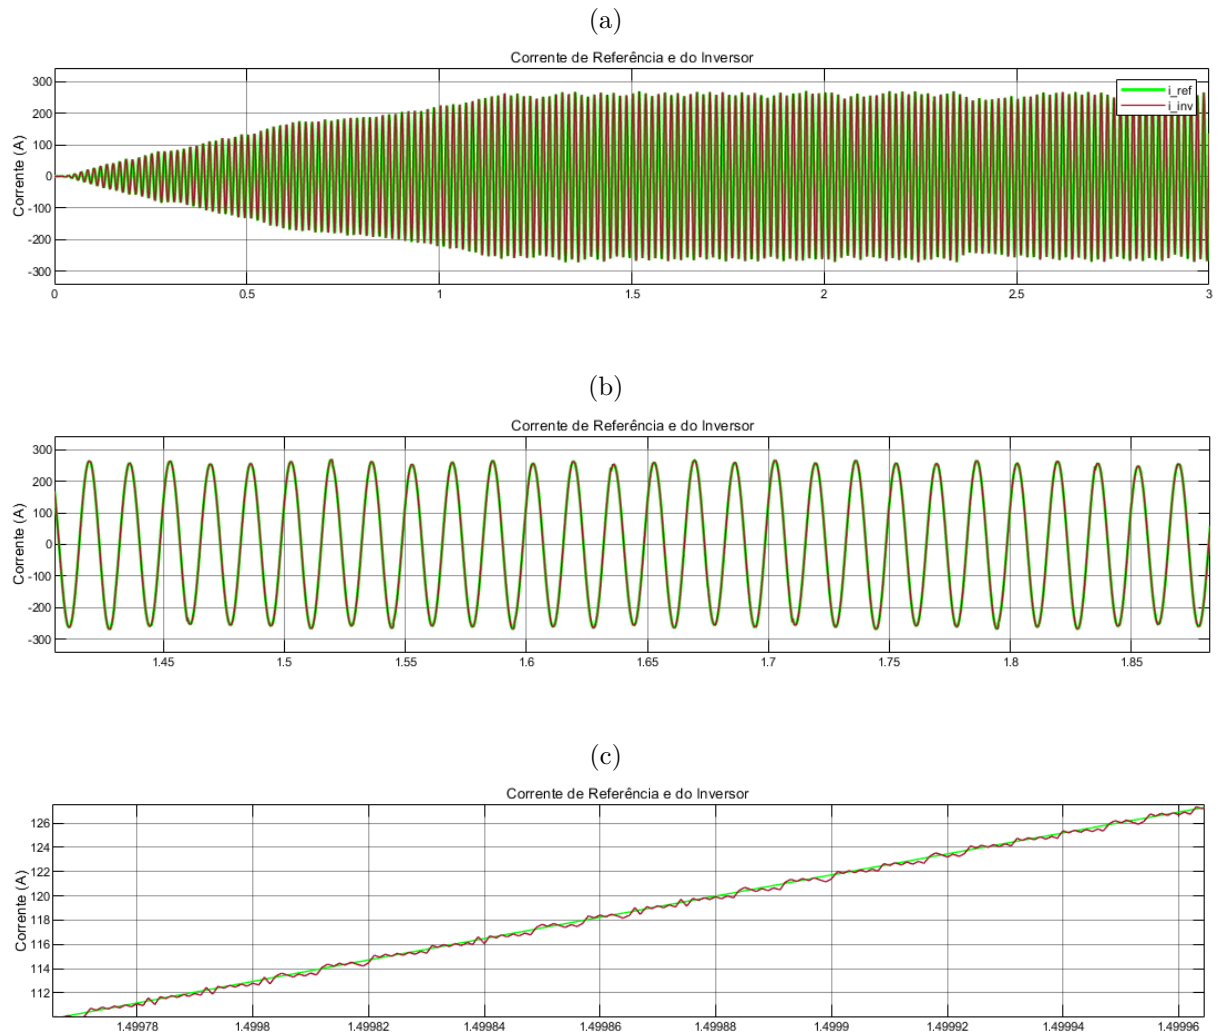 (a)
Corrente de Referência e do Inversor
Corrente (A)
300
200
100
0
-100
-200
-300
i_ref
i_inv
0 0.5 1 1.5 2 2.5 3
(b)
Corrente de Referência e do Inversor
Corrente (A)
300
200
100
0
-100
-200
-300
1.45 1.5 1.55 1.6 1.65 1.7 1.75 1.8 1.85
(c)
Corrente de Referência e do Inversor
Corrente (A)
126
124
122
120
118
116
114
112
1.49978 1.4998 1.49982 1.49984 1.49986 1.49988 1.4999 1.49992 1.49994 1.49996